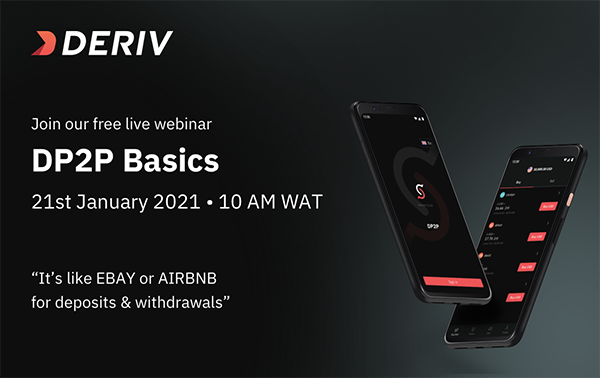 DERIV
Join our free live webinar
DP2P Basics
21st January 2021 • 10 AM WAT
“It’s like EBAY or AIRBNB
for deposits & withdrawals”
DP2P